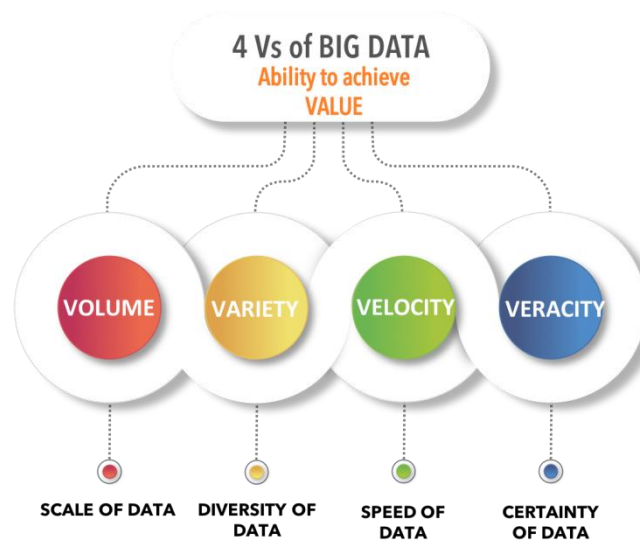 4 Vs of BIG DATA
Ability to achieve
VALUE
VOLUME
VARIETY
VELOCITY
VERACITY
SCALE OF DATA
DIVERSITY OF
DATA
SPEED OF
DATA
CERTAINTY
OF DATA